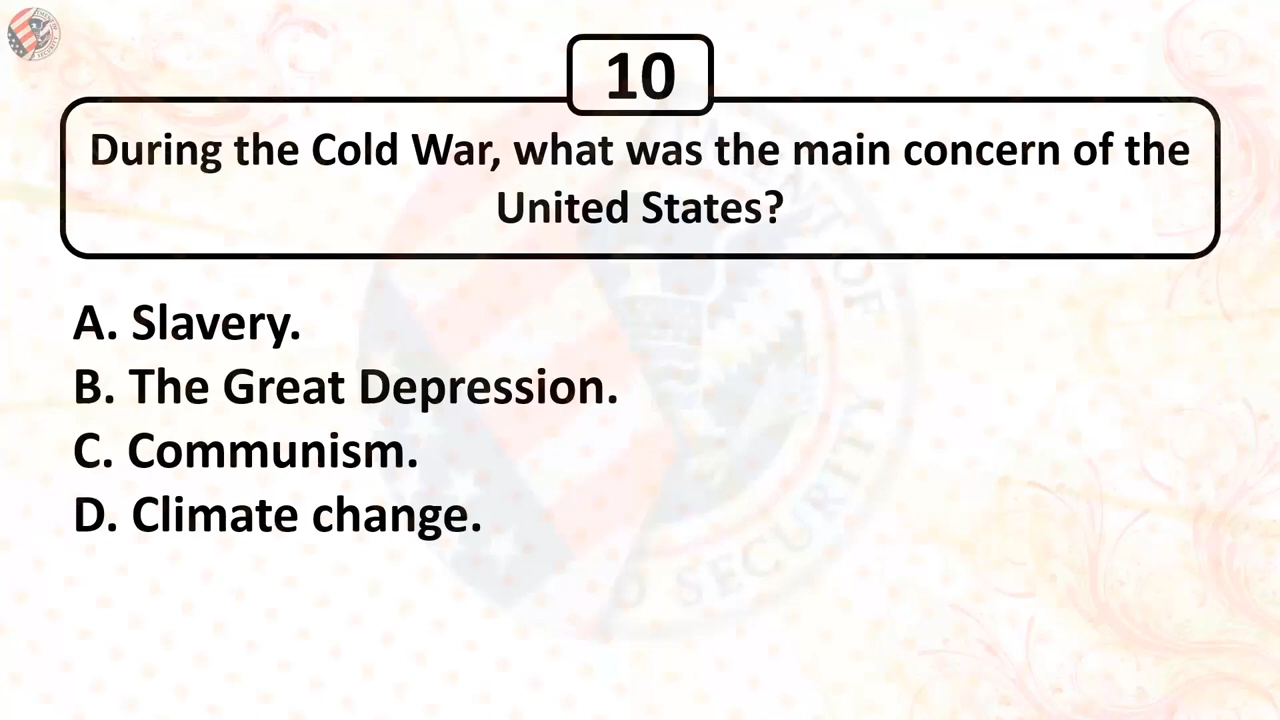 10
During the Cold War, what was the main concern of the
United States?
A. Slavery.
B. The Great Depression.
C. Communism.
D. Climate change.